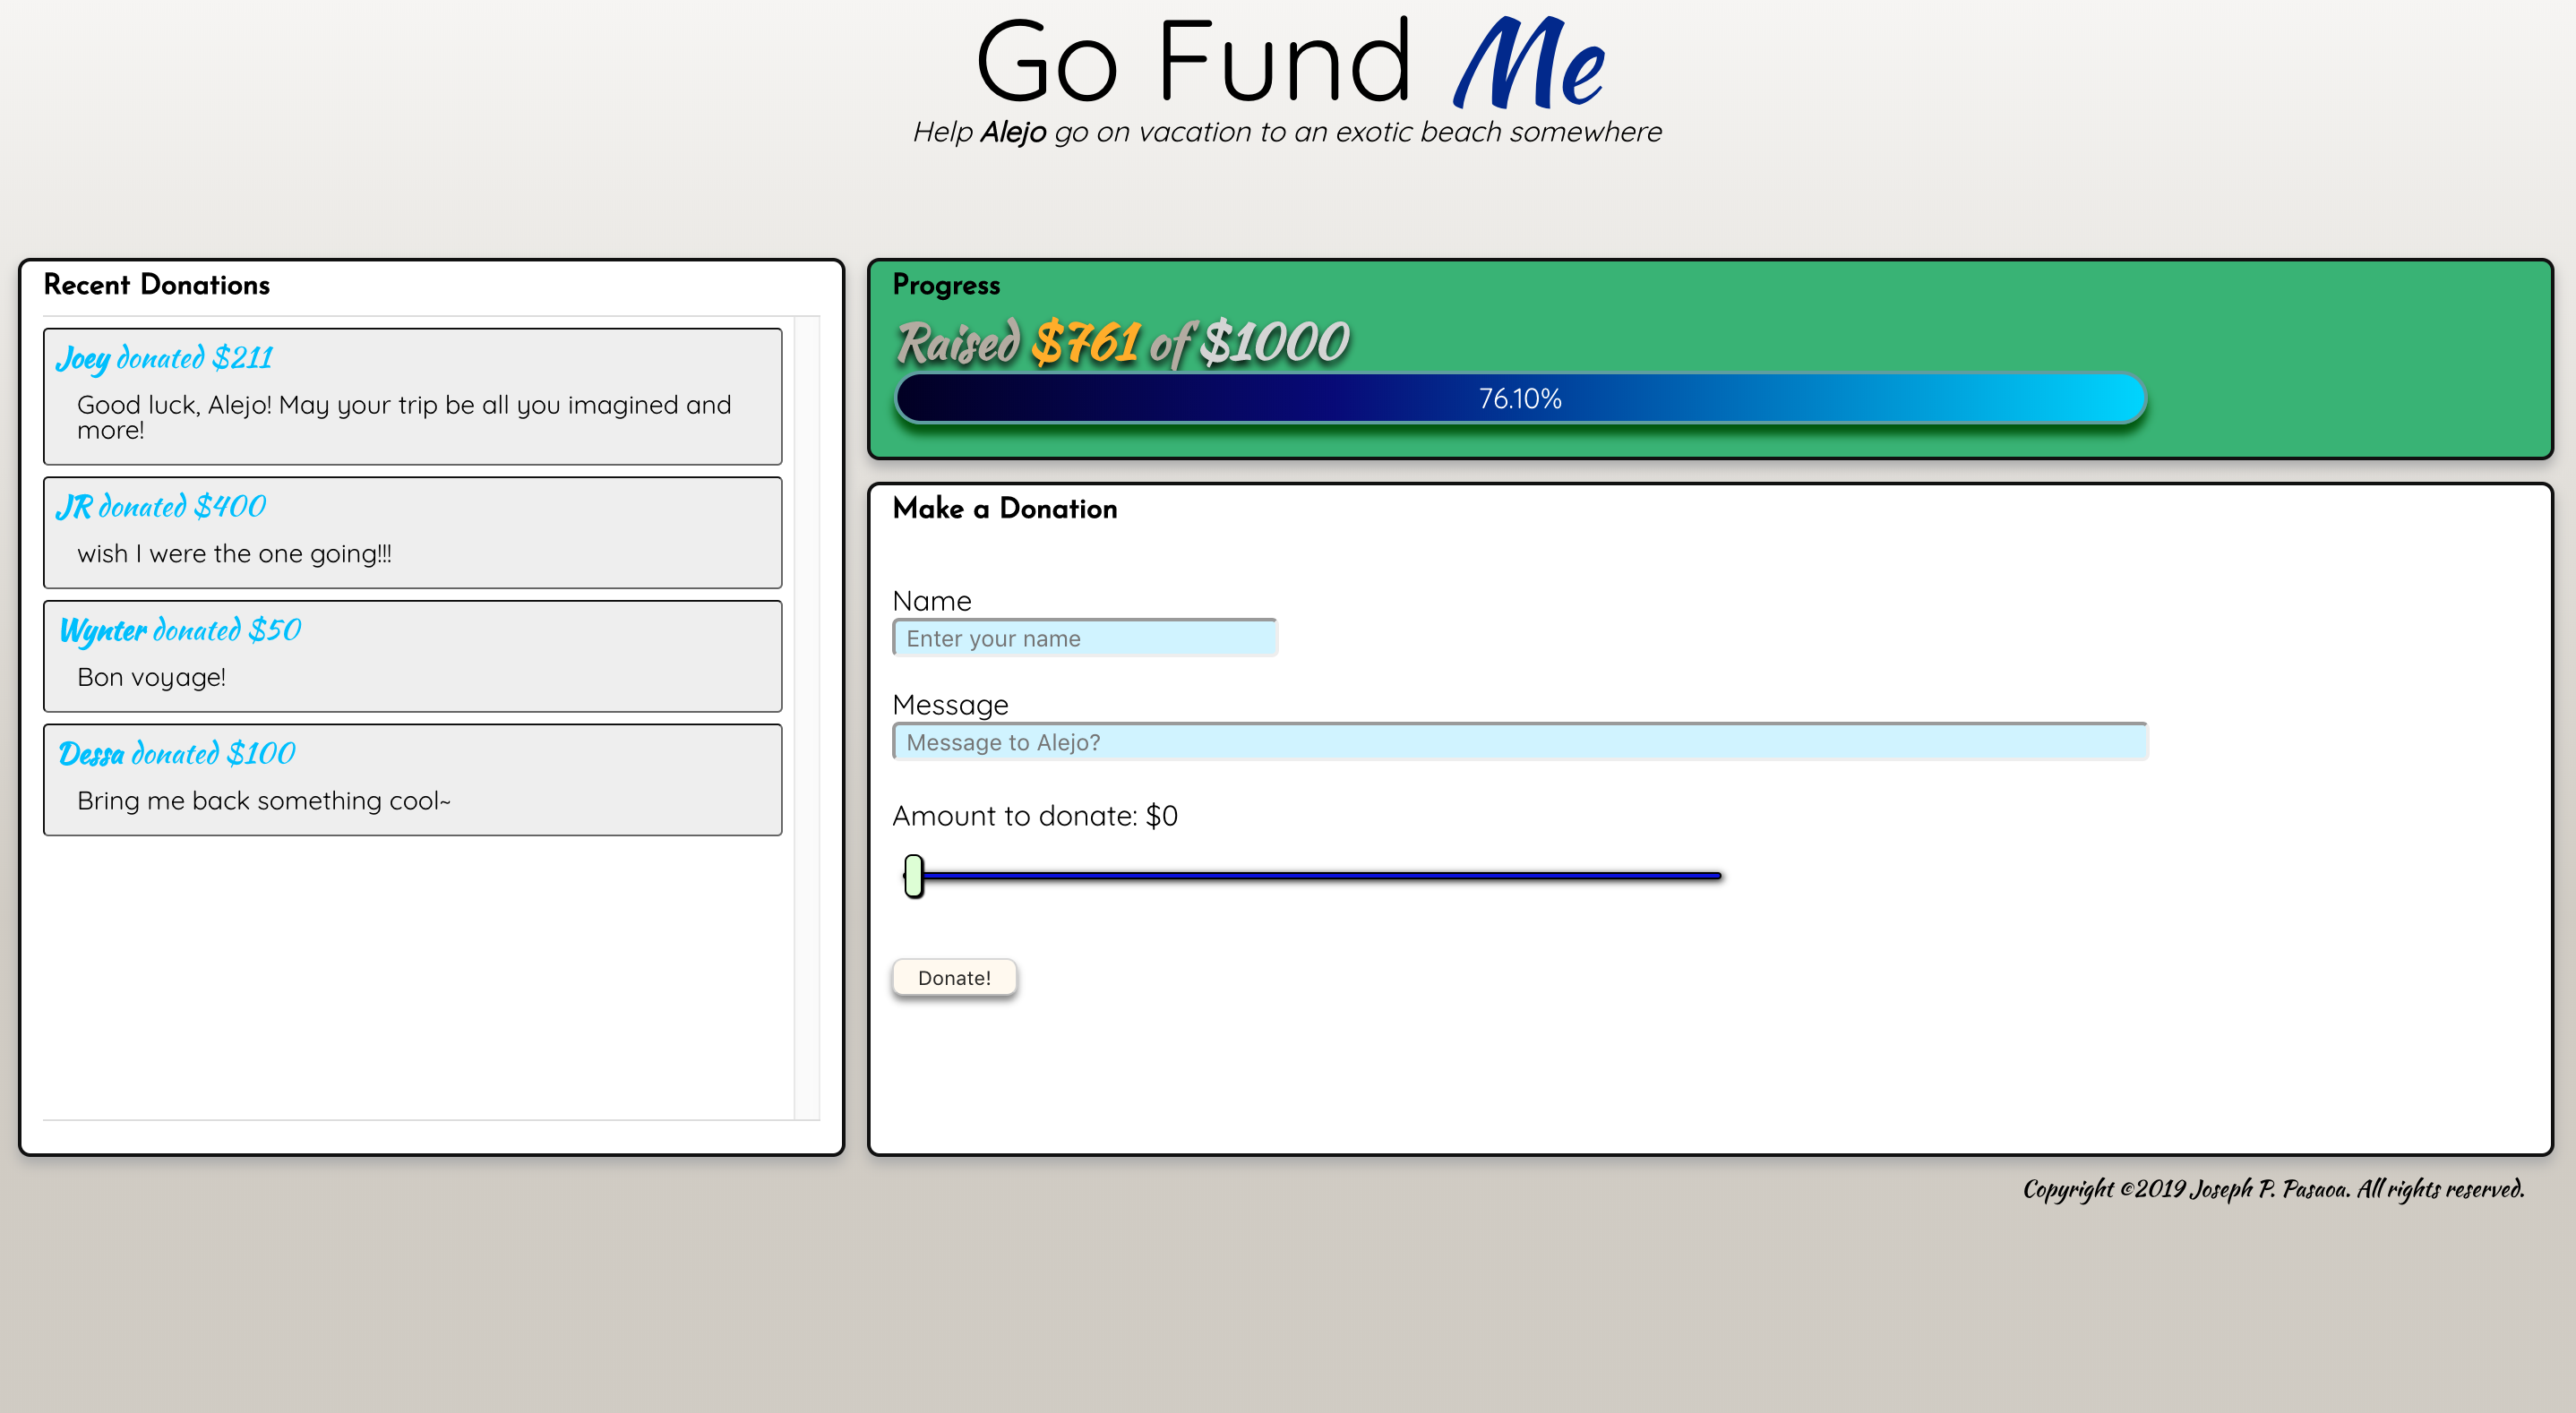 Go Fund Me
Help Alejo go on vacation to an exotic beach somewhere
Recent Donations
Joey donated $211
Good luck, Alejo! May your trip be all you imagined and
more!
JR donated $400
wish I were the one going!!!
Wynter donated $50
Bon voyage!
Dessa donated $100
Bring me back something cool~
Progress
Raised $761 of $1000
76.10%
Make a Donation
Name
Enter your name
Message
Message to Alejo?
Amount to donate: $0
Donate!
Copyright ©2019 Joseph P. Pasaoa. All rights reserved.